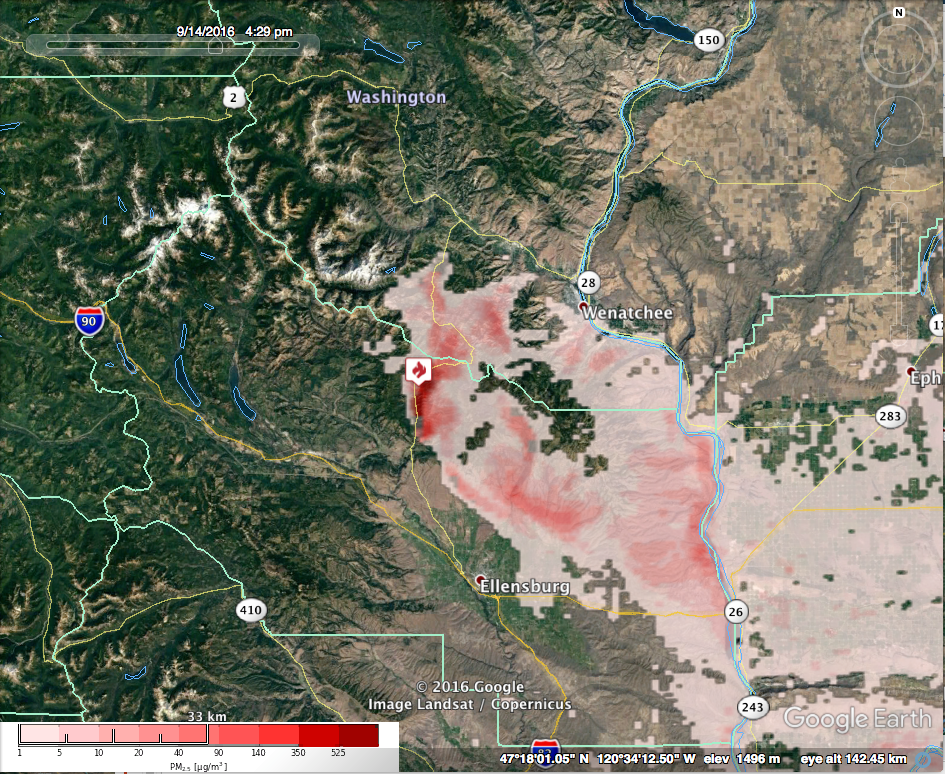 9/14/2016 4:29 pm
N
150
2
Washington
28
Wenatchee
90
17
Eph
283
Ellensburg
410
26
© 2016 Google
Image Landsat / Copernicus
243
Google Earth
33 km
1 5 10 20 40 90 140 350 525
PM2.5 [µg/m³]
82
47°18'01.05" N 120°34'12.50" W elev 1496 m eye alt 142.45 km